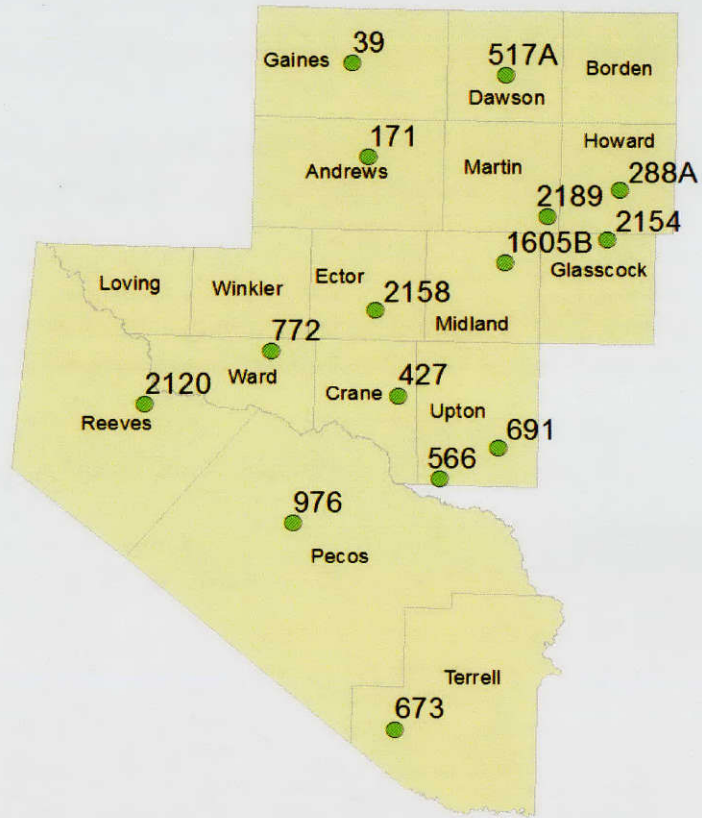 39
517A
Gaines
Borden
Dawson
171
Howard
Andrews
Martin
288A
2189
2154
1605B
Glasscock
Loving
Winkler
Ector
2158
Midland
772
Ward
427
2120
Crane
Upton
Reeves
691
566
976
Pecos
Terrell
673